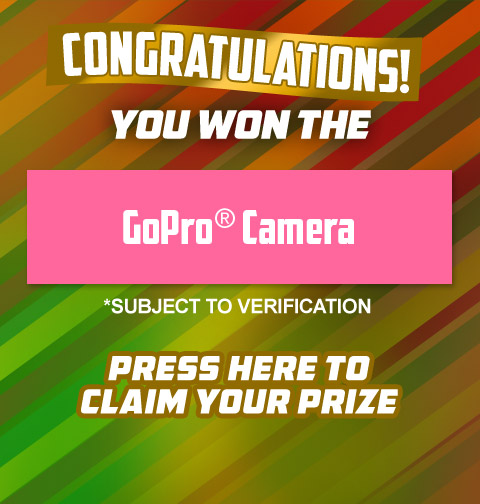 CONGRATULATIONS!
YOU WON THE
GoPro® Camera
*SUBJECT TO VERIFICATION
PRESS HERE TO
CLAIM YOUR PRIZE